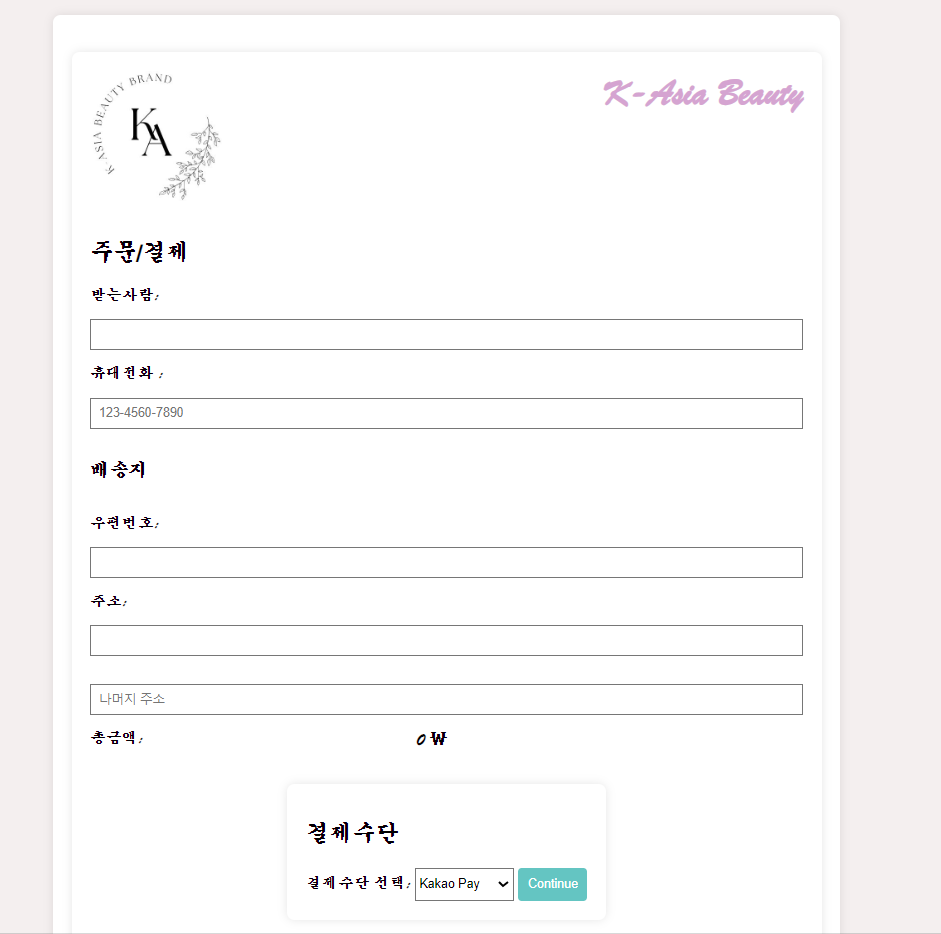 K-ASIA BEAUTY BRAND
KA
K-Asia Beauty
주문/결제
받는사람:
휴대전화 :
123-4560-7890
배송지
우편번호:
주소:
나머지 주소
총금액:
0 ₩
결제수단
결제수단 선택: Kakao Pay Continue